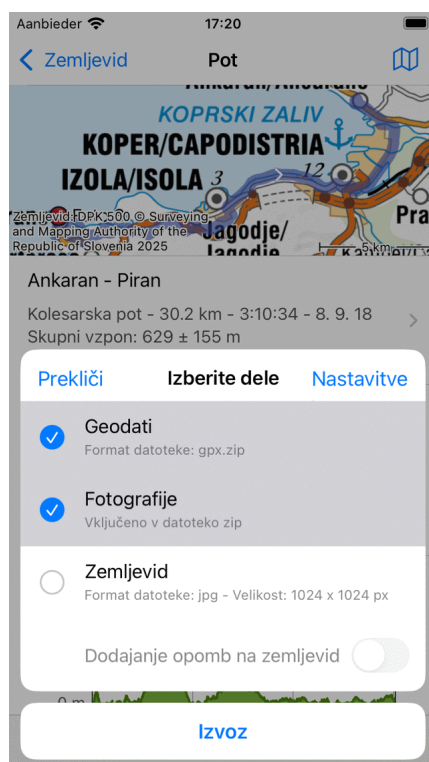 Aanbieder 17:20
Zemljevid Pot
KOPRSKI ZALIV
KOPER/CAPODISTRIA
IZOLA/ISOLA 3 12
Zemljevid: DPK500, © Surveying
and Mapping Authority of the
Republic of Slovenia 2025
Jagodje/
Pra
5 km
Ankaran - Piran
Kolesarska pot - 30.2 km - 3:10:34 - 8. 9. 18
Skupni vzpon: 629 ± 155 m
Prekliči Izberite dele Nastavitve
Geodati
Format datoteke: gpx.zip
Fotografije
Vključeno v datoteko zip
Zemljevid
Format datoteke: jpg - Velikost: 1024 x 1024 px
Dodajanje opomb na zemljevid
0 m
Izvoz